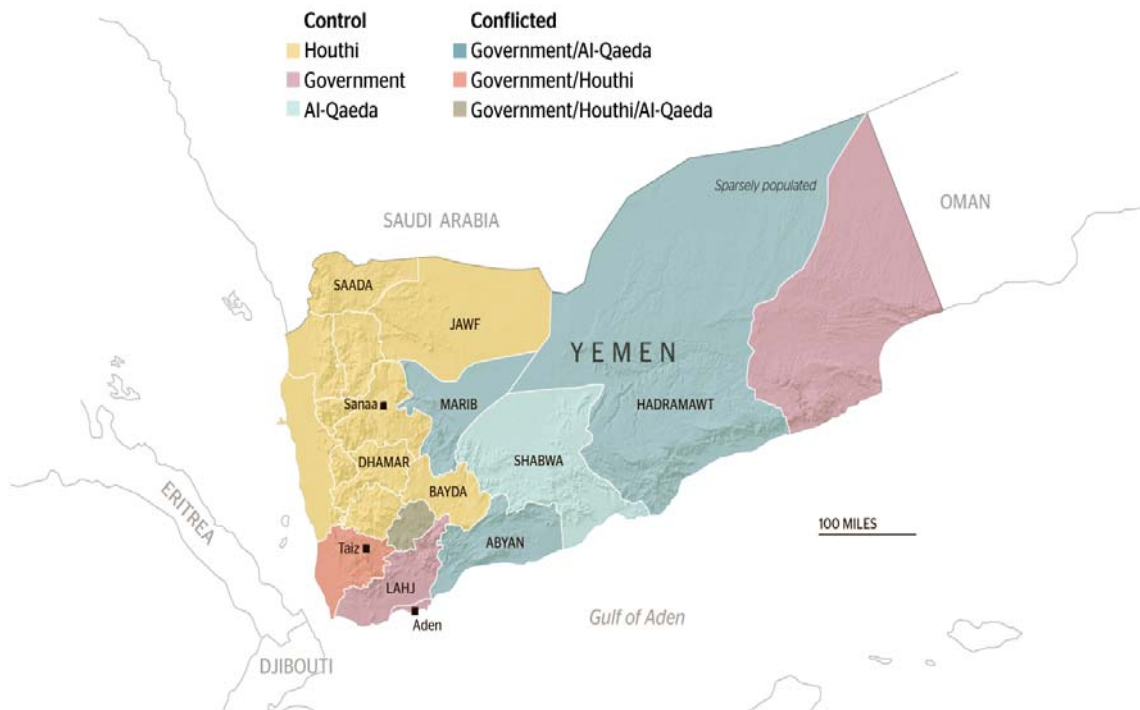 Control
Houthi
Government
Al-Qaeda
Conflicted
Government/Al-Qaeda
Government/Houthi
Government/Houthi/Al-Qaeda
Sparsely populated
SAUDI ARABIA
OMAN
SAADA
JAWF
YEMEN
Sanaa
MARIB
HADRAMAWT
DHAMAR
SHABWA
BAYDA
ERITREA
100 MILES
Taiz
ABYAN
LAHJ
Aden
Gulf of Aden
DJIBOUTI